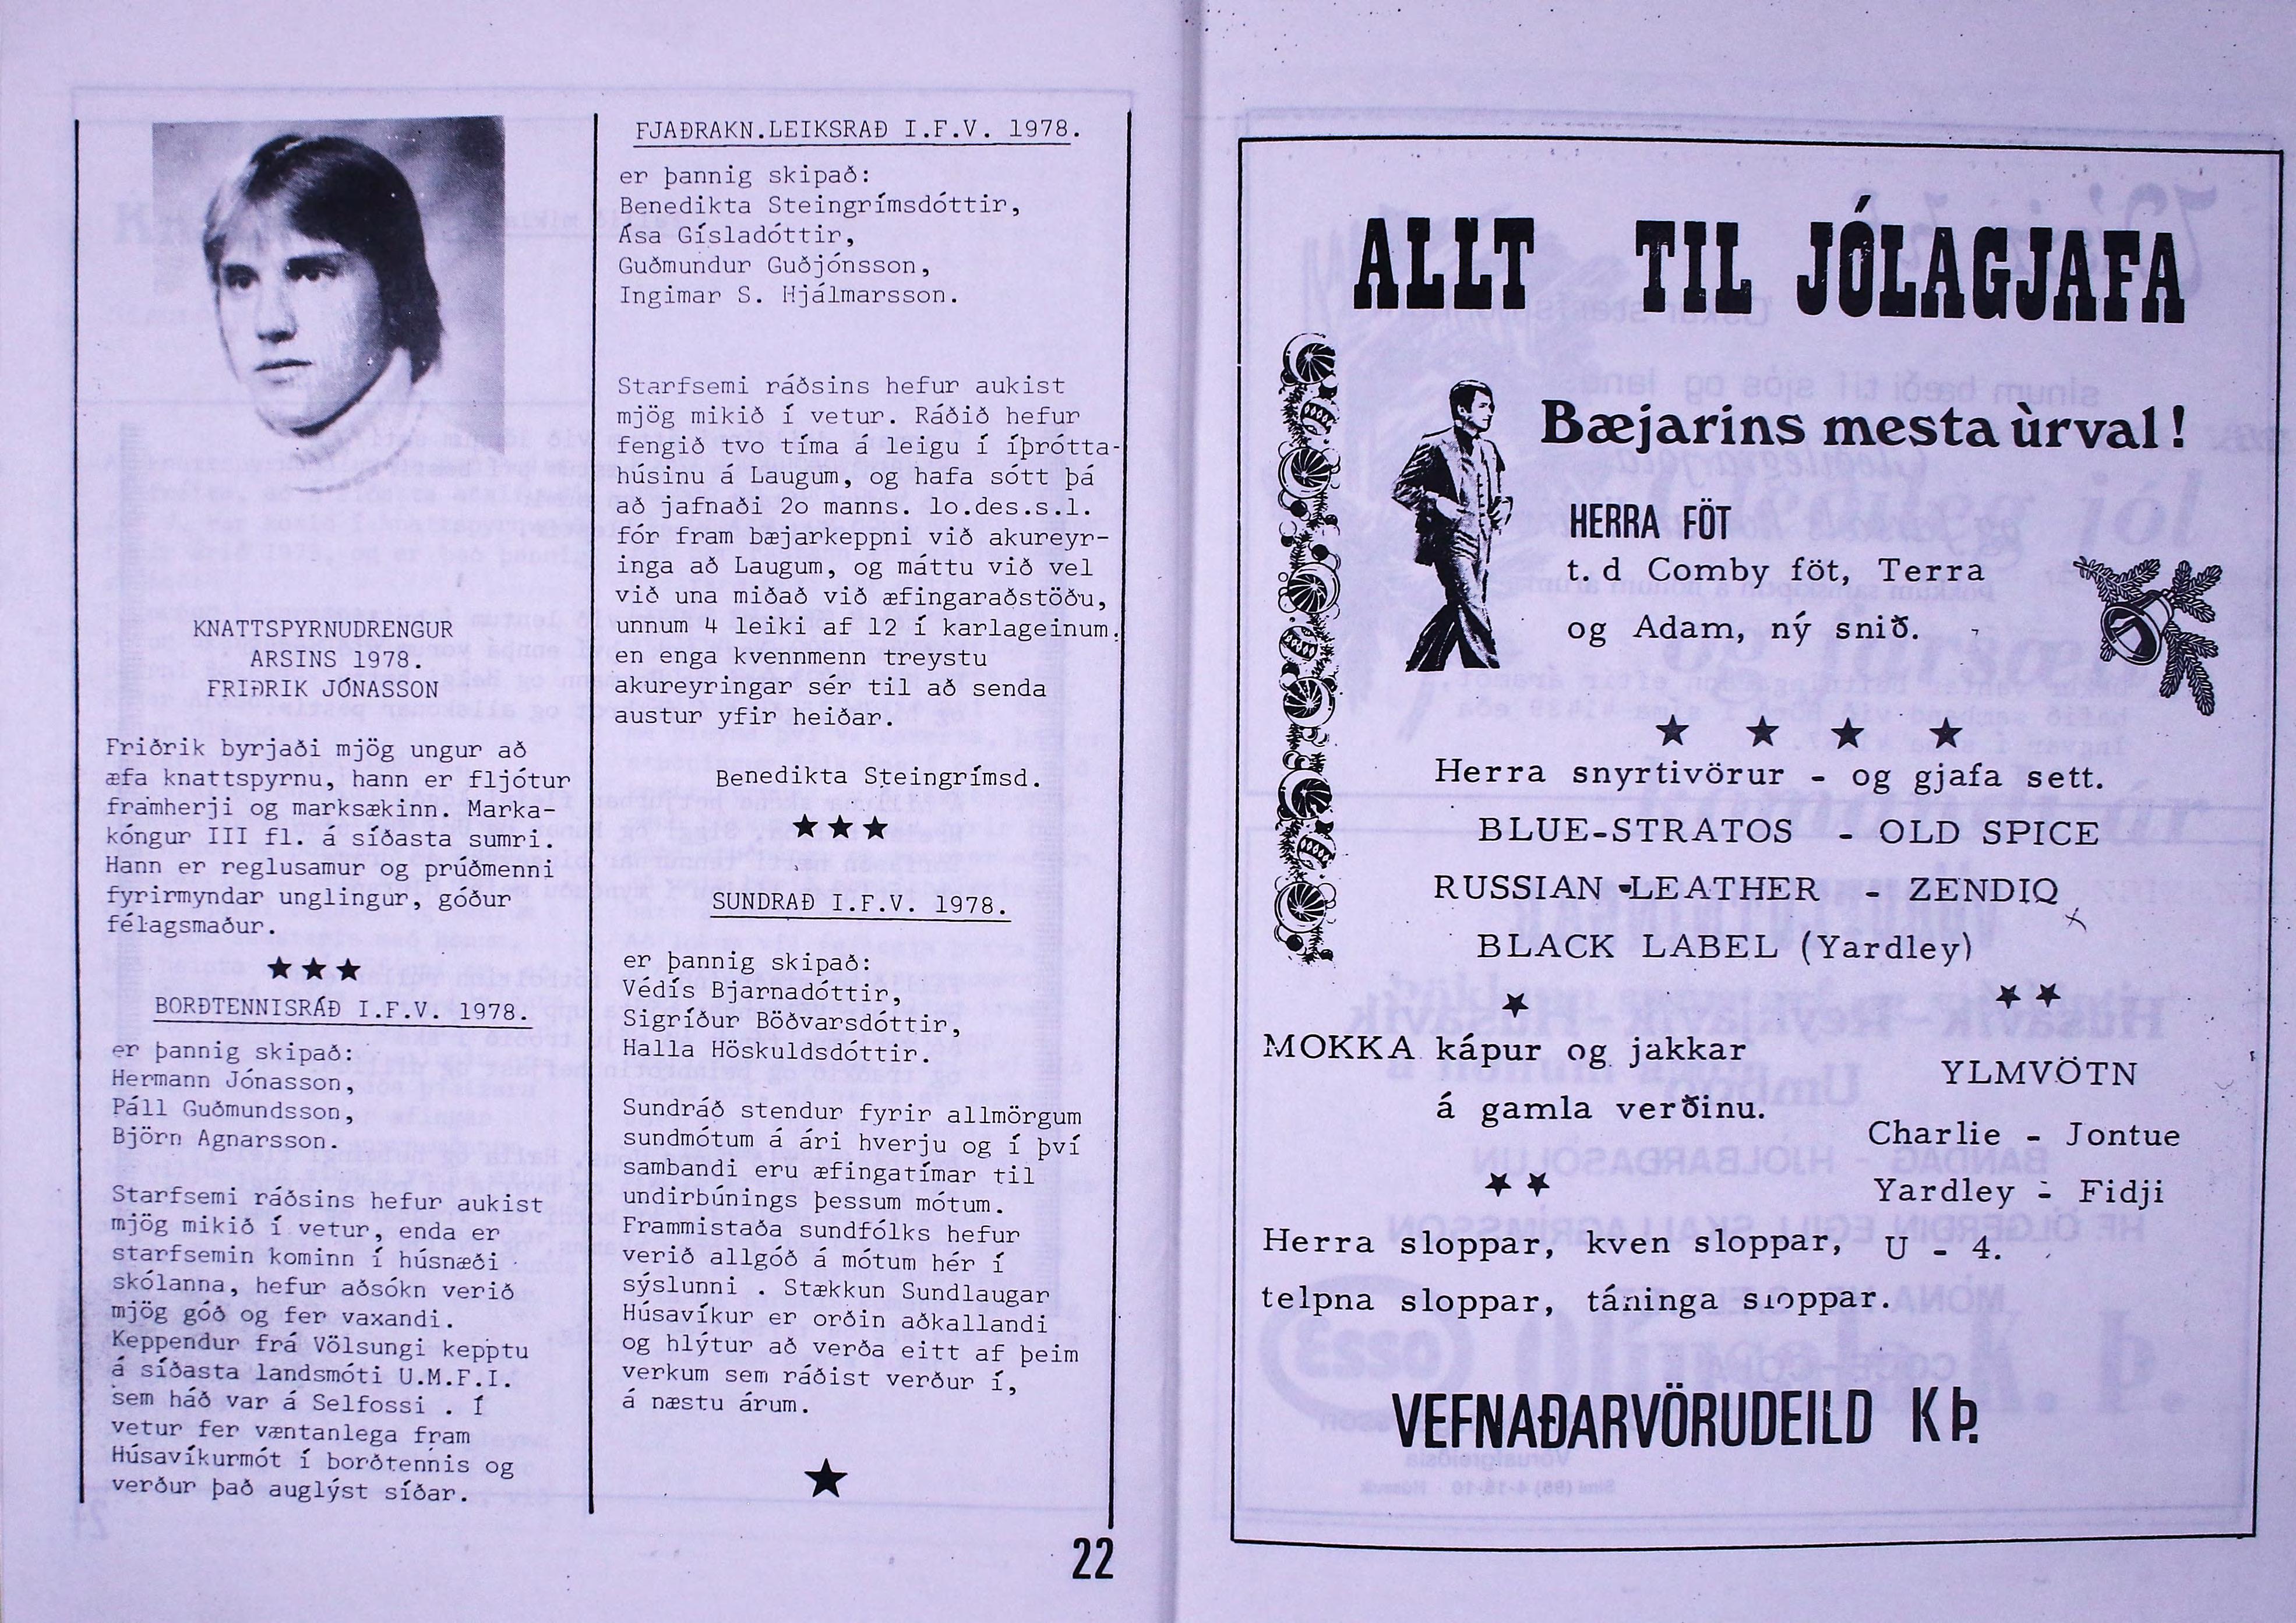 KNATTSPYRNUDRENGUR
ARSINS 1978.
FRIÐRIK JÓNASSON
Friðrik byrjaði mjög ungur að
æfa knattspyrnu, hann er fljótur
framherji og marksækinn. Marka-
kóngur III fl. á síðasta sumri.
Hann er reglusamur og prúðmenni
fyrirmyndar unglingur, góður
félagsmaður.
★★★
BORÐTENNISRÁÐ I.F.V. 1978.
er þannig skipað:
Hermann Jónasson,
Páll Guðmundsson,
Björn Agnarsson.
Starfsemi ráðsins hefur aukist
mjög mikið í vetur, enda er
starfsemin kominn í húsnæði
skólanna, hefur aðsókn verið
mjög góð og fer vaxandi.
Keppendur frá Völsungi kepptu
á síðasta landsmóti U.M.F.I.
sem háð var á Selfossi . Í
vetur fer væntanlega fram
Húsavíkurmót í borðtennis og
verður það auglýst síðar.
FJAÐRAKN.LEIKSRAÐ I.F.V. 1978.
er þannig skipað:
Benedikta Steingrímsdóttir,
Ása Gísladóttir,
Guðmundur Guðjónsson,
Ingimar S. Hjálmarsson.
Starfsemi ráðsins hefur aukist
mjög mikið í vetur. Ráðið hefur
fengið tvo tíma á leigu í íþrótta-
húsinu á Laugum, og hafa sótt þá
að jafnaði 2o manns. lo.des.s.l.
fór fram bæjarkeppni við akureyr-
inga að Laugum, og máttu við vel
við una miðað við æfingaraðstöðu,
unnum 4 leiki af 12 í karlageinum.
en enga kvennmenn treystu
akureyringar sér til að senda
austur yfir heiðar.
Benedikta Steingrímsd.
★★★
SUNDRAÐ I.F.V. 1978.
er þannig skipað:
Védís Bjarnadóttir,
Sigríður Böðvarsdóttir,
Halla Höskuldsdóttir.
Sundráð stendur fyrir allmörgum
sundmótum á ári hverju og í því
sambandi eru æfingatímar til
undirbúnings þessum mótum.
Frammistaða sundfólks hefur
verið allgóð á mótum hér í
sýslunni . Stækkun Sundlaugar
Húsavíkur er orðin aðkallandi
og hlýtur að verða eitt af þeim
verkum sem ráðist verður í,
á næstu árum.
★
22
ALLT TIL JÓLAGJAFA
Bæjarins mesta ùrval!
HERRA FÖT
t. d Comby föt, Terra
og Adam, ný snið.
★ ★ ★ ★
Herra snyrtivörur - og gjafa sett.
BLUE-STRATOS - OLD SPICE
RUSSIAN -LEATHER - ZENDIQ
BLACK LABEL (Yardley)
★
MOKKA kápur og jakkar
á gamla verðinu.
★ ★
YLMVÖTN
Charlie - Jontue
Yardley - Fidji
U - 4.
★ ★
Herra sloppar, kven sloppar,
telpna sloppar, táninga sloppar.
VEFNAÐARVÖRUDEILD K Þ.